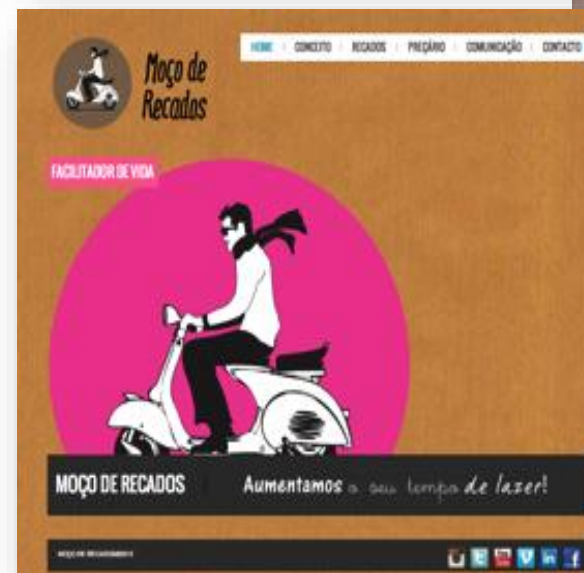 Moço de
Recados
HOME CONCEITO RECADOS PREÇÁRIO COMUNICAÇÃO CONTACTO
FACILITADOR DE VIDA
MOÇO DE RECADOS
Aumentamos o seu tempo de lazer!